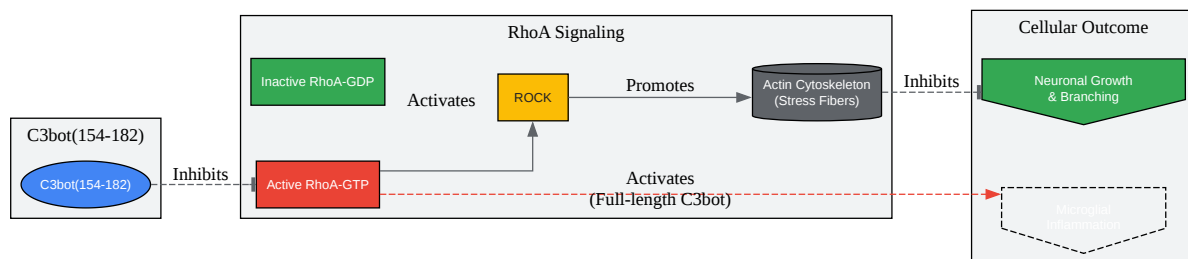 RhoA Signaling
Cellular Outcome
Inactive RhoA-GDP
Activates
ROCK
Promotes
Actin Cytoskeleton
(Stress Fibers)
Inhibits
Neuronal Growth
& Branching
C3bot(154-182)
C3bot(154-182)
Inhibits
Active RhoA-GTP
Activates
(Full-length C3bot)
Microglial
Inflammation